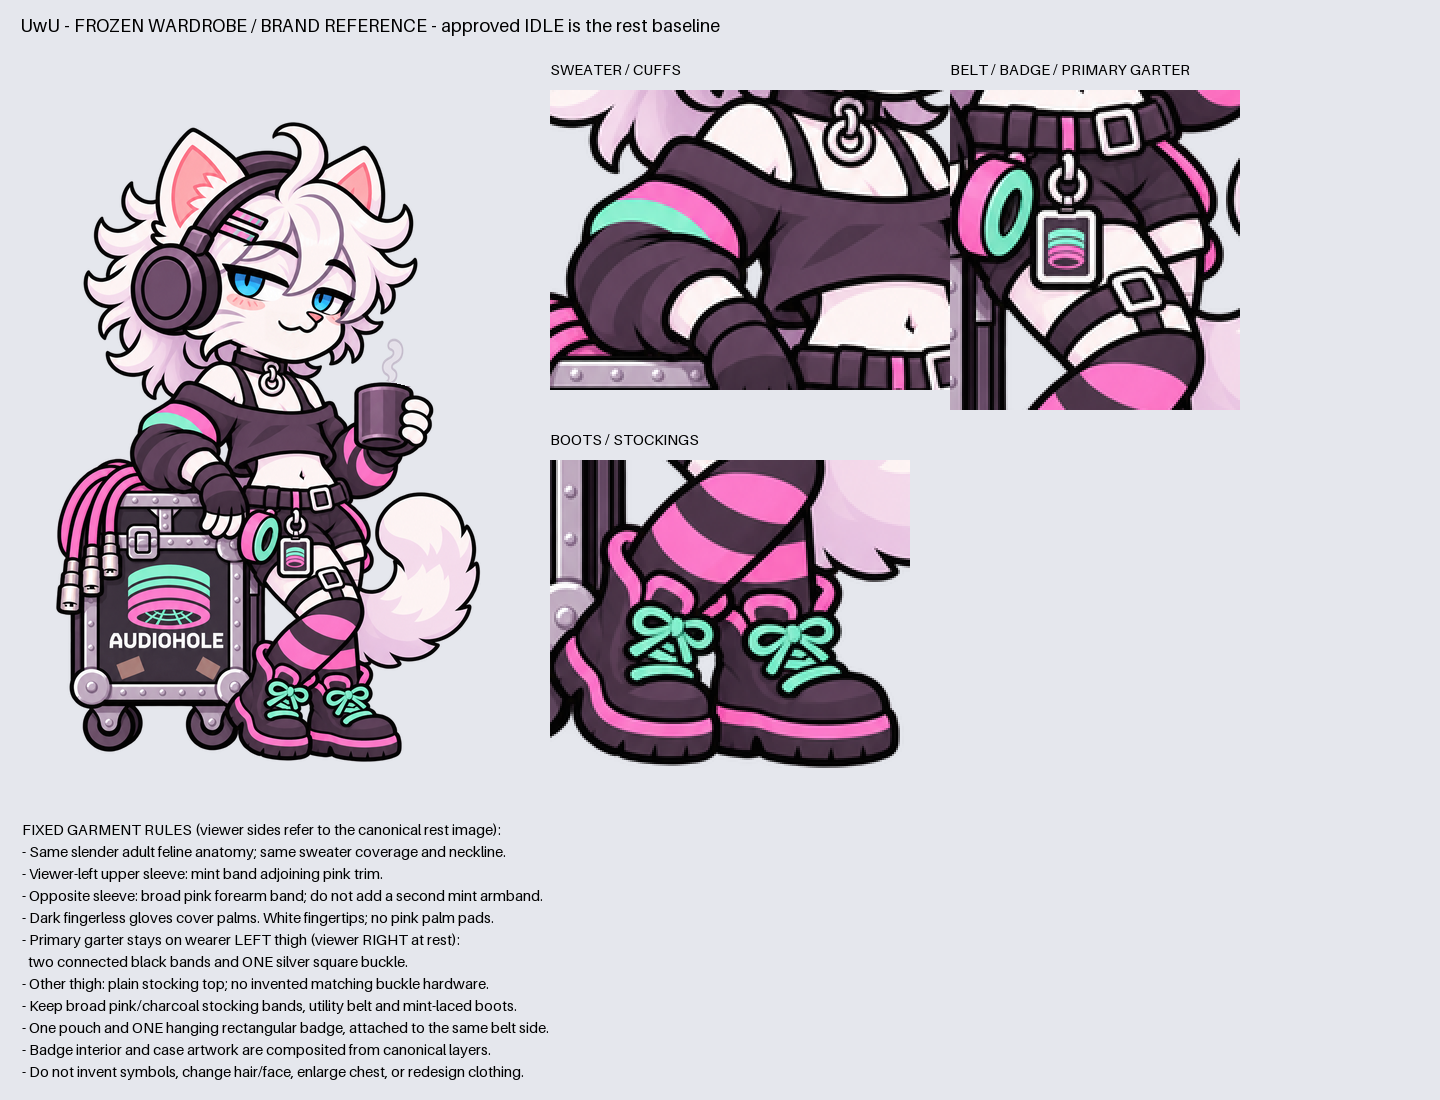 UwU - FROZEN WARDROBE / BRAND REFERENCE - approved IDLE is the rest baseline
SWEATER / CUFFS
BELT / BADGE / PRIMARY GARTER
BOOTS / STOCKINGS
AUDIOHOLE
FIXED GARMENT RULES (viewer sides refer to the canonical rest image):
- Same slender adult feline anatomy; same sweater coverage and neckline.
- Viewer-left upper sleeve: mint band adjoining pink trim.
- Opposite sleeve: broad pink forearm band; do not add a second mint armband.
- Dark fingerless gloves cover palms. White fingertips; no pink palm pads.
- Primary garter stays on wearer LEFT thigh (viewer RIGHT at rest):
two connected black bands and ONE silver square buckle.
- Other thigh: plain stocking top; no invented matching buckle hardware.
- Keep broad pink/charcoal stocking bands, utility belt and mint-laced boots.
- One pouch and ONE hanging rectangular badge, attached to the same belt side.
- Badge interior and case artwork are composited from canonical layers.
- Do not invent symbols, change hair/face, enlarge chest, or redesign clothing.